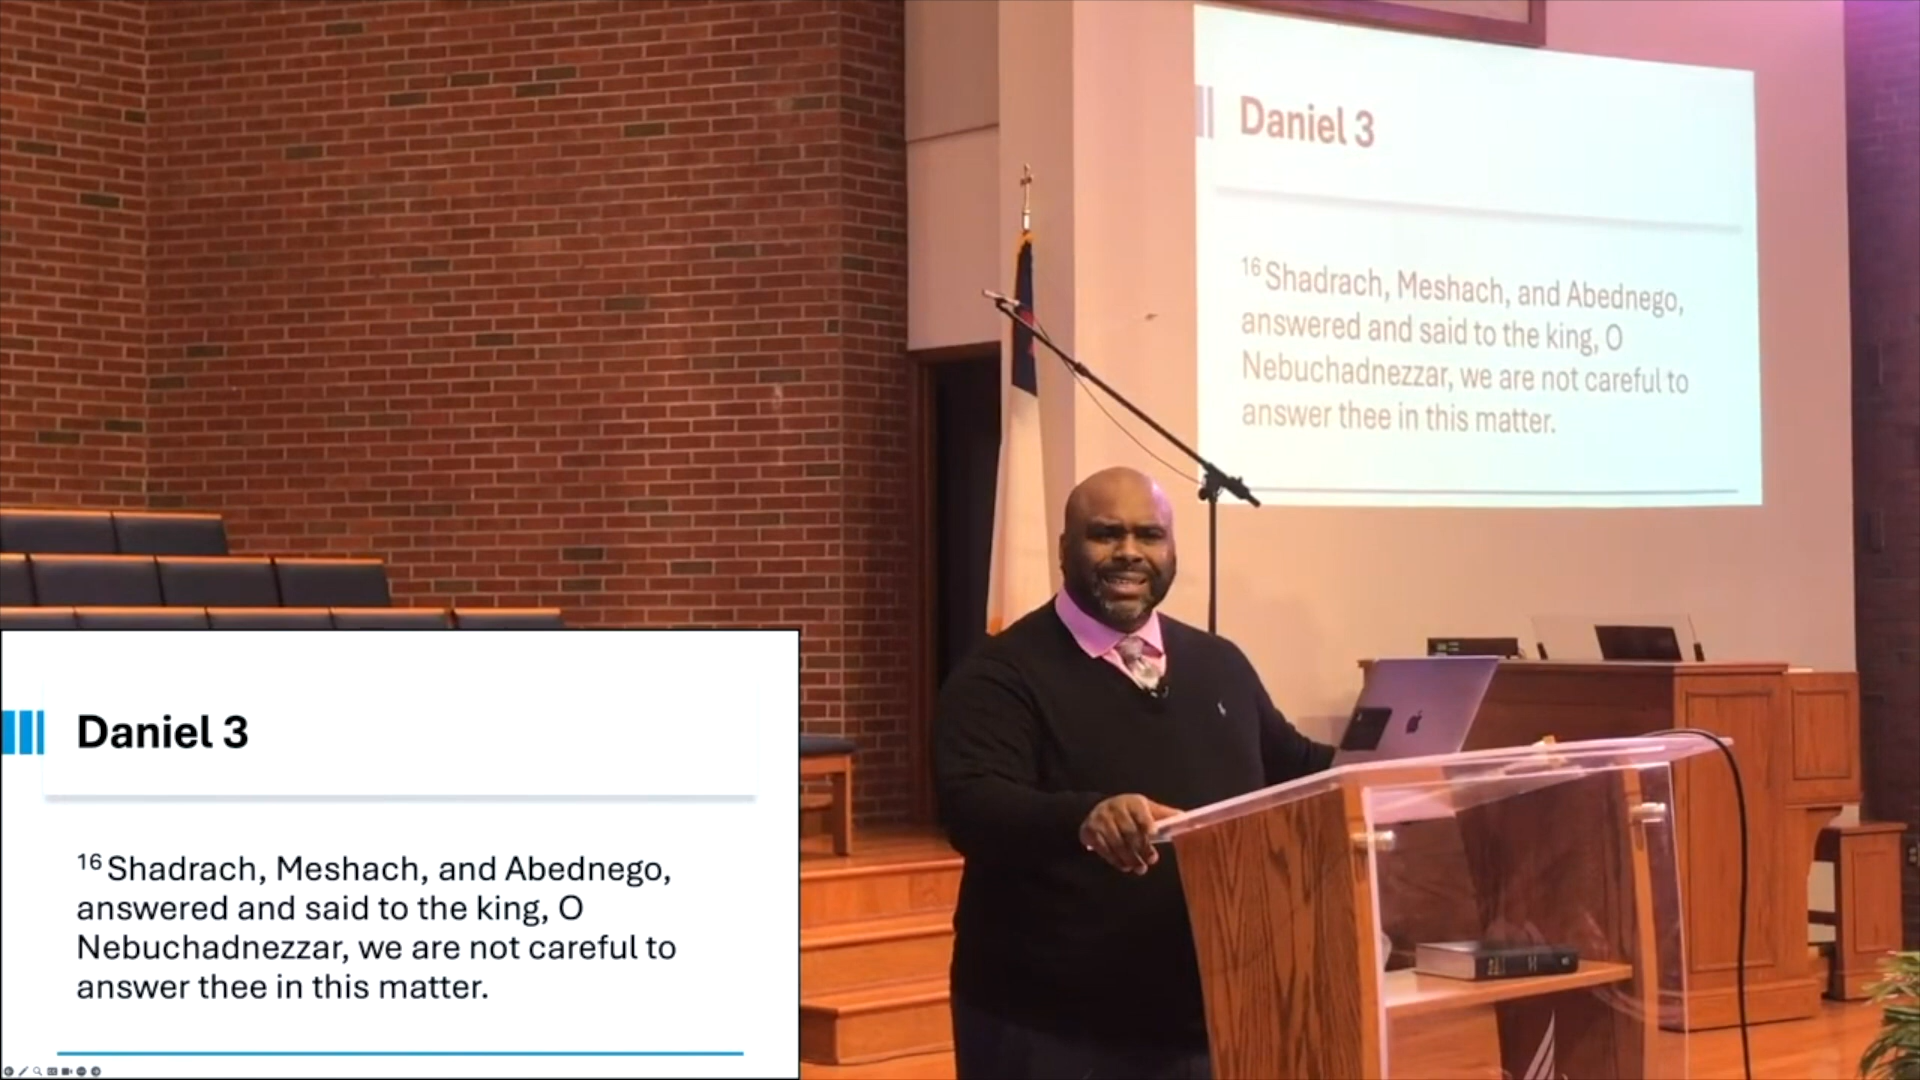 Daniel 3
16 Shadrach, Meshach, and Abednego,
answered and said to the king, O
Nebuchadnezzar, we are not careful to
answer thee in this matter.
Daniel 3
16 Shadrach, Meshach, and Abednego,
answered and said to the king, O
Nebuchadnezzar, we are not careful to
answer thee in this matter.